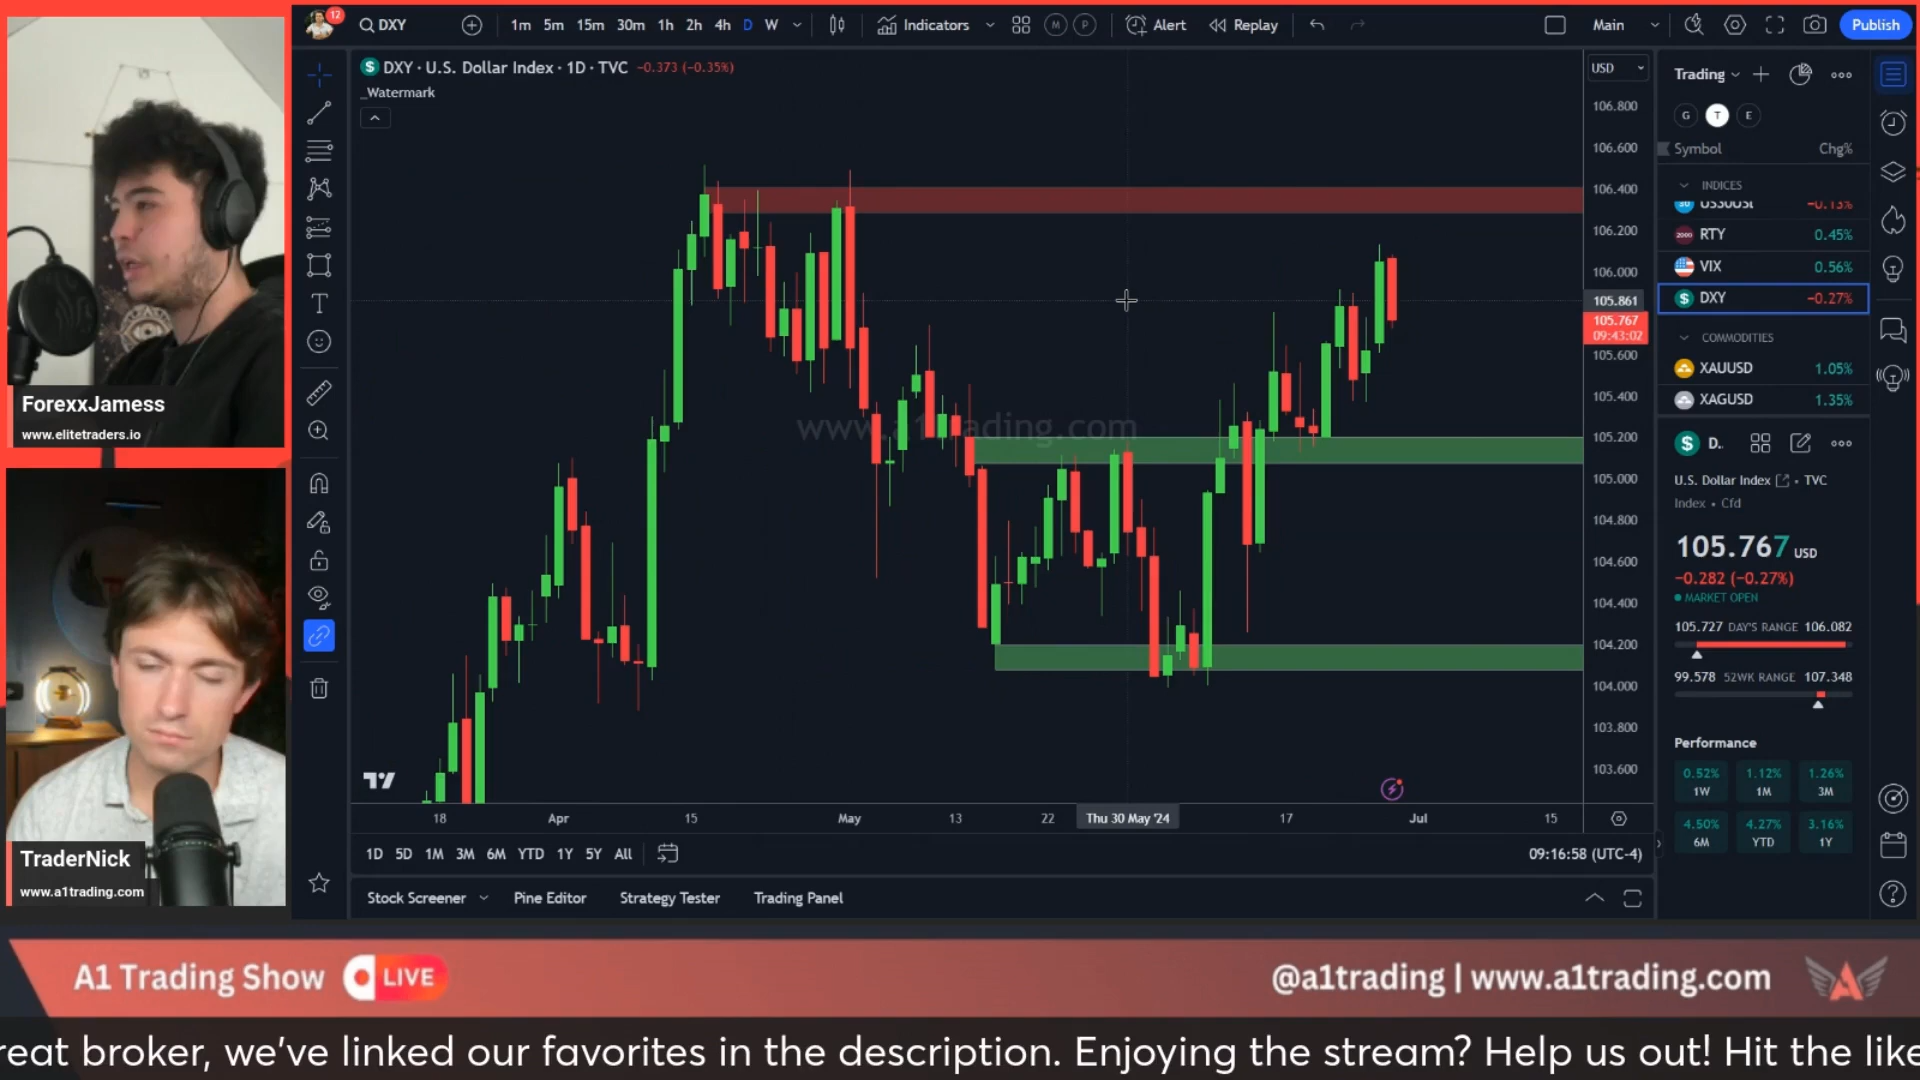 12
DXY
1m 5m 15m 30m 1h 2h 4h D W
Indicators
M P
Alert
Replay
Main
Publish
DXY · U.S. Dollar Index · 1D · TVC −0.373 (−0.35%)
_Watermark
USD
106.800
106.600
106.400
106.200
106.000
105.861
105.767
09:43:02
105.600
105.400
105.200
105.000
104.800
104.600
104.400
104.200
104.000
103.800
103.600
www.a1trading.com
18 Apr 15 May 13 22 Thu 30 May '24 17 Jul 15
1D 5D 1M 3M 6M YTD 1Y 5Y All
09:16:58 (UTC-4)
Stock Screener
Pine Editor
Strategy Tester
Trading Panel
Trading
G T E
Symbol Chg%
INDICES
US30USD −0.13%
RTY 0.45%
VIX 0.56%
DXY −0.27%
COMMODITIES
XAUUSD 1.05%
XAGUSD 1.35%
D.
U.S. Dollar Index • TVC
Index • Cfd
105.767 USD
−0.282 (−0.27%)
MARKET OPEN
105.727 DAY'S RANGE 106.082
99.578 52WK RANGE 107.348
Performance
0.52% 1.12% 1.26%
1W 1M 3M
4.50% 4.27% 3.16%
6M YTD 1Y
ForexxJamess
www.elitetraders.io
TraderNick
www.a1trading.com
A1 Trading Show LIVE
@a1trading | www.a1trading.com
reat broker, we've linked our favorites in the description. Enjoying the stream? Help us out! Hit the like